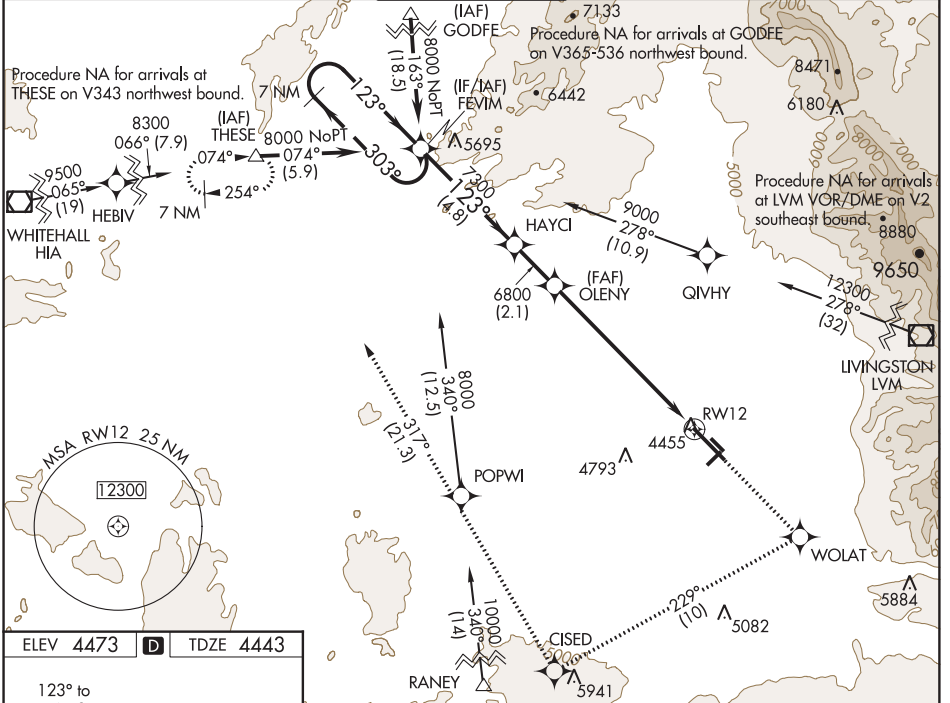 (IAF)
GODFE
7133
Procedure NA for arrivals at GODFE
on V365-536 northwest bound.
8471
6180
6442
Procedure NA for arrivals at
THESE on V343 northwest bound.
7 NM
123°
303°
8000 NoPT
163°
(18.5)
(IF/IAF)
FEVIM
5695
(IAF)
THESE
8000 NoPT
074°
(5.9)
074°
254°
7 NM
8300
066° (7.9)
9500
065°
(19)
HEBIV
WHITEHALL
HIA
7300
123°
(4.8)
HAYCI
9000
278°
(10.9)
QIVHY
Procedure NA for arrivals
at LVM VOR/DME on V2
southeast bound.
8880
9650
8000
7000
5000
6800
(2.1)
(FAF)
OLENY
12300
278°
(32)
LIVINGSTON
LVM
8000
340°
(12.5)
317°
(21.3)
RW12
4455
4793
POPWI
MSA RW12 25 NM
12300
WOLAT
229°
(10)
5082
5884
10000
340°
(14)
RANEY
CISED
5000
5941
ELEV 4473 D TDZE 4443
123° to